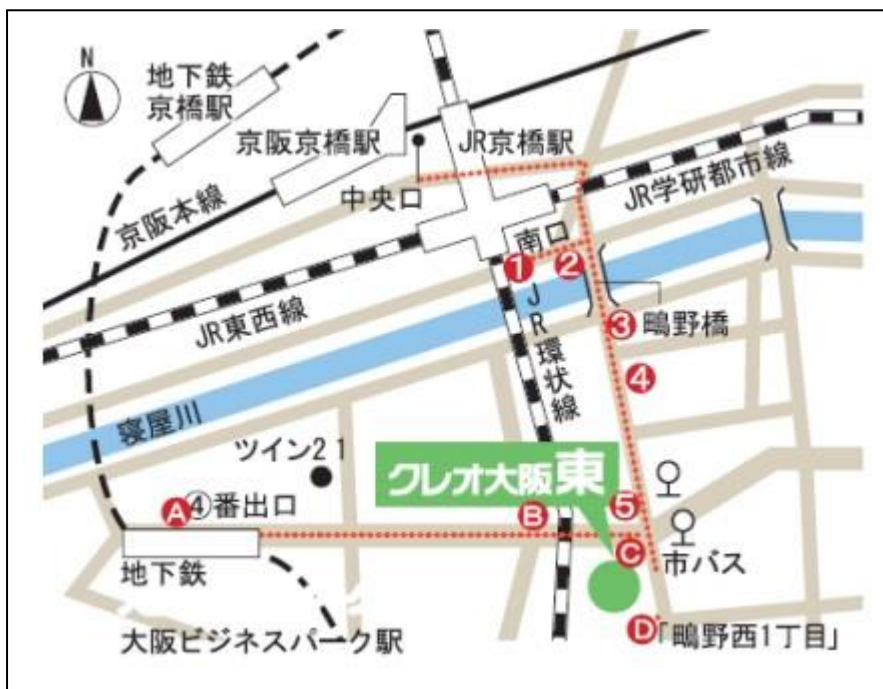 N
地下鉄
京橋駅
京阪京橋駅
JR京橋駅
中央口
京阪本線
JR学研都市線
南口
1
2
JR東西線
JR環状線
3
鴫野橋
4
寝屋川
ツイン21
クレオ大阪東
A
④番出口
B
5
C
地下鉄
市バス
大阪ビジネスパーク駅
D
「鴫野西1丁目」